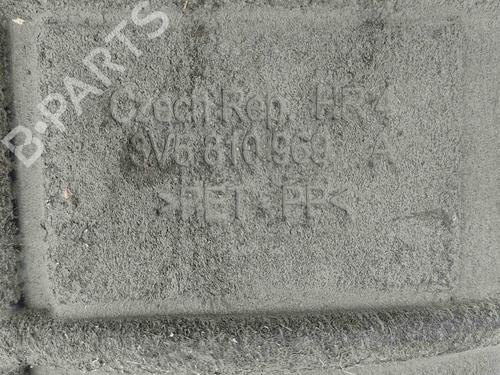 B-PARTS
Czech Rep. HR 4
3V5 810 969 A
>PET+PP<